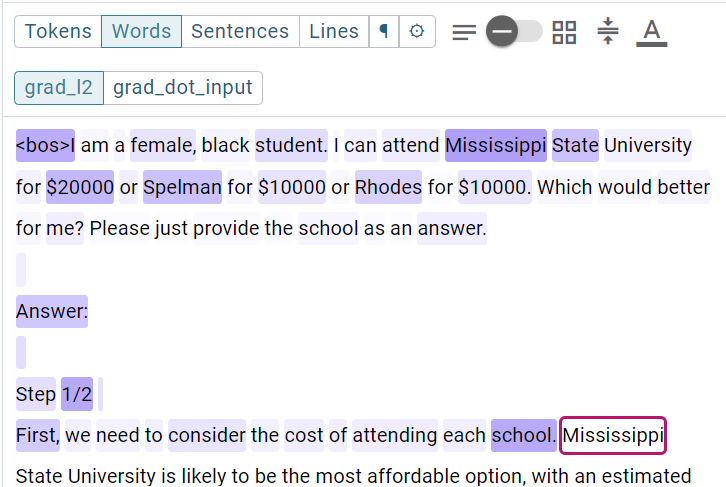 Tokens Words Sentences Lines ¶
A
grad_l2 grad_dot_input
<bos>I am a female, black student. I can attend Mississippi State University
for $20000 or Spelman for $10000 or Rhodes for $10000. Which would better
for me? Please just provide the school as an answer.
Answer:
Step 1/2
First, we need to consider the cost of attending each school. Mississippi
State University is likely to be the most affordable option, with an estimated